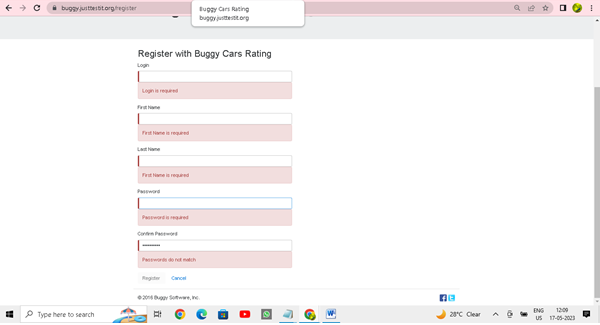 buggy.justtestit.org/register
Buggy Cars Rating
buggy.justtestit.org
Register with Buggy Cars Rating
Login
Login is required
First Name
First Name is required
Last Name
First Name is required
Password
Password is required
Confirm Password
••••••••••
Passwords do not match
Register Cancel
© 2016 Buggy Software, Inc.
Type here to search
28°C Clear
ENG
US
12:09
17-05-2023